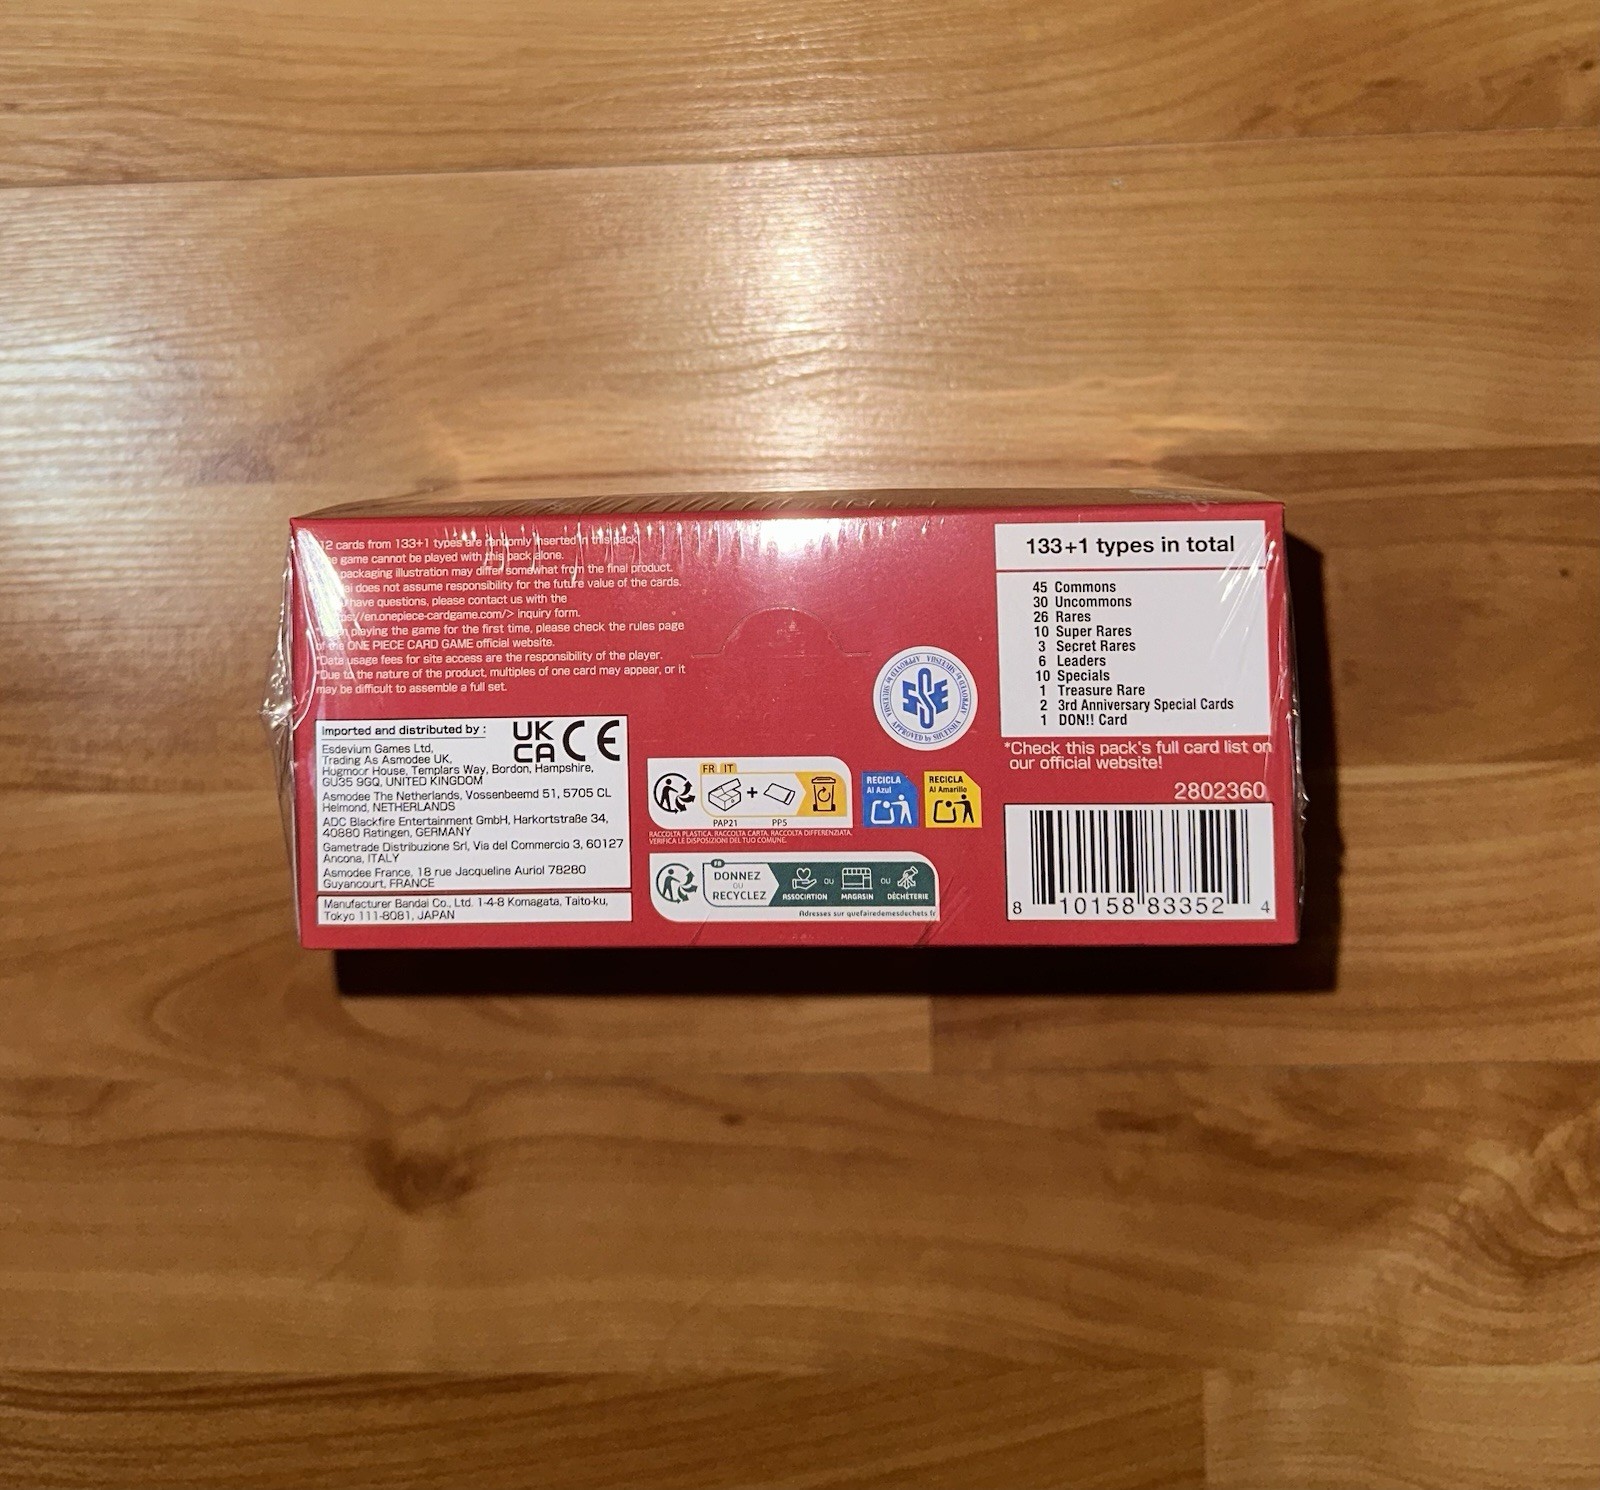 12 cards from 133+1 types are randomly inserted in this pack.
game cannot be played with this pack alone.
packaging illustration may differ somewhat from the final product.
does not assume responsibility for the future value of the cards.
have questions, please contact us with the
//en.onepiece-cardgame.com/> inquiry form.
playing the game for the first time, please check the rules page
of the ONE PIECE CARD GAME official website.
*Data usage fees for site access are the responsibility of the player.
*Due to the nature of the product, multiples of one card may appear, or it
may be difficult to assemble a full set.
Imported and distributed by :
UK
CA CE
Esdevium Games Ltd,
Trading As Asmodee UK,
Hugmoor House, Templars Way, Bordon, Hampshire,
GU35 9GQ, UNITED KINGDOM
Asmodee The Netherlands, Vossenbeemd 51, 5705 CL
Helmond, NETHERLANDS
ADC Blackfire Entertainment GmbH, Harkortstraße 34,
40880 Ratingen, GERMANY
Gametrade Distribuzione Srl, Via del Commercio 3, 60127
Ancona, ITALY
Asmodee France, 18 rue Jacqueline Auriol 78280
Guyancourt, FRANCE
Manufacturer Bandai Co., Ltd. 1-4-8 Komagata, Taito-ku,
Tokyo 111-8081, JAPAN
FR IT
+
PAP21 PP5
RACCOLTA PLASTICA. RACCOLTA CARTA. RACCOLTA DIFFERENZIATA.
VERIFICA LE DISPOSIZIONI DEL TUO COMUNE.
RECICLA
Al Azul
RECICLA
Al Amarillo
FR
DONNEZ
OU
RECYCLEZ
ASSOCIATION OU MAGASIN OU DÉCHÈTERIE
Adresses sur quefairedemesdechets.fr
APPROVED by SHUEISHA
SSE
133+1 types in total
45 Commons
30 Uncommons
26 Rares
10 Super Rares
3 Secret Rares
6 Leaders
10 Specials
1 Treasure Rare
2 3rd Anniversary Special Cards
1 DON!! Card
*Check this pack's full card list on
our official website!
2802360
8 10158 83352 4